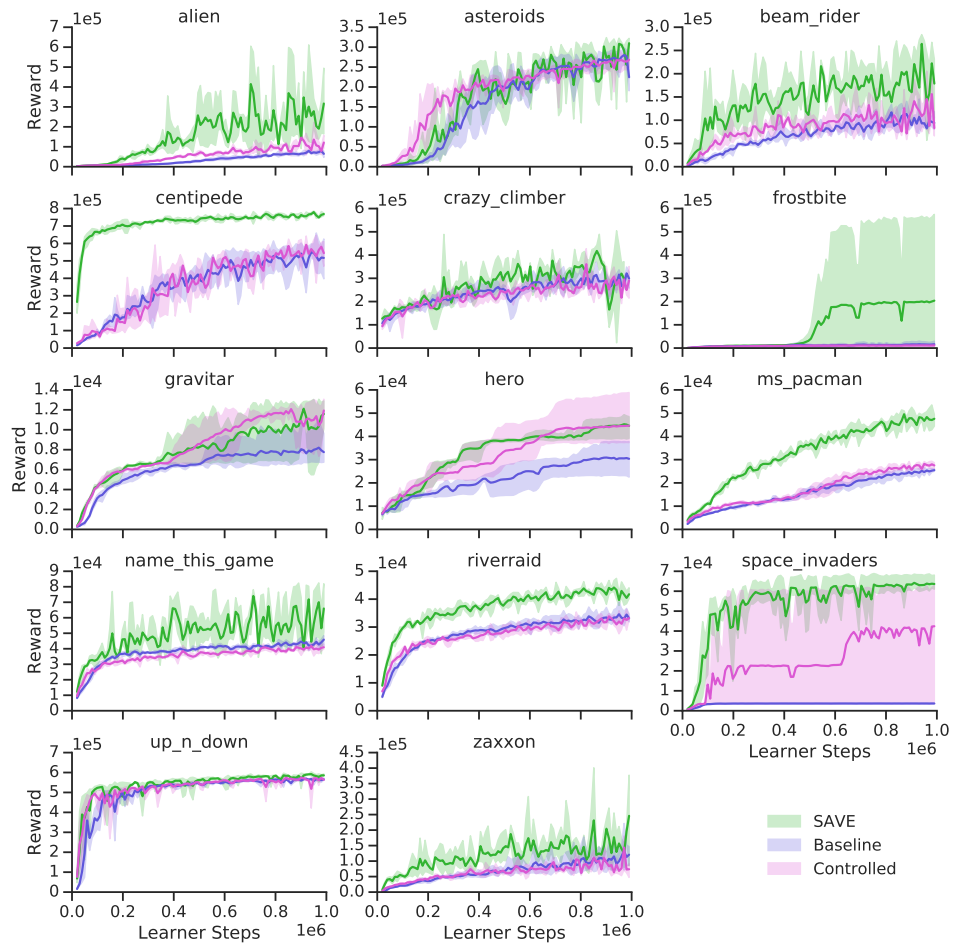 alien
asteroids
beam_rider
1e5
1e5
1e5
Reward
7
6
5
4
3
2
1
0
3.5
3.0
2.5
2.0
1.5
1.0
0.5
0.0
3.0
2.5
2.0
1.5
1.0
0.5
0.0
centipede
crazy_climber
frostbite
1e5
1e5
1e5
Reward
8
7
6
5
4
3
2
1
0
6
5
4
3
2
1
0
6
5
4
3
2
1
0
gravitar
hero
ms_pacman
1e4
1e4
1e4
Reward
1.4
1.2
1.0
0.8
0.6
0.4
0.2
0.0
6
5
4
3
2
1
0
6
5
4
3
2
1
0
name_this_game
riverraid
space_invaders
1e4
1e4
1e4
Reward
9
8
7
6
5
4
3
2
1
0
5
4
3
2
1
0
7
6
5
4
3
2
1
0
0.0 0.2 0.4 0.6 0.8 1.0
Learner Steps
1e6
up_n_down
zaxxon
1e5
1e5
Reward
7
6
5
4
3
2
1
0
4.5
4.0
3.5
3.0
2.5
2.0
1.5
1.0
0.5
0.0
0.0 0.2 0.4 0.6 0.8 1.0
0.0 0.2 0.4 0.6 0.8 1.0
Learner Steps
1e6
Learner Steps
1e6
SAVE
Baseline
Controlled